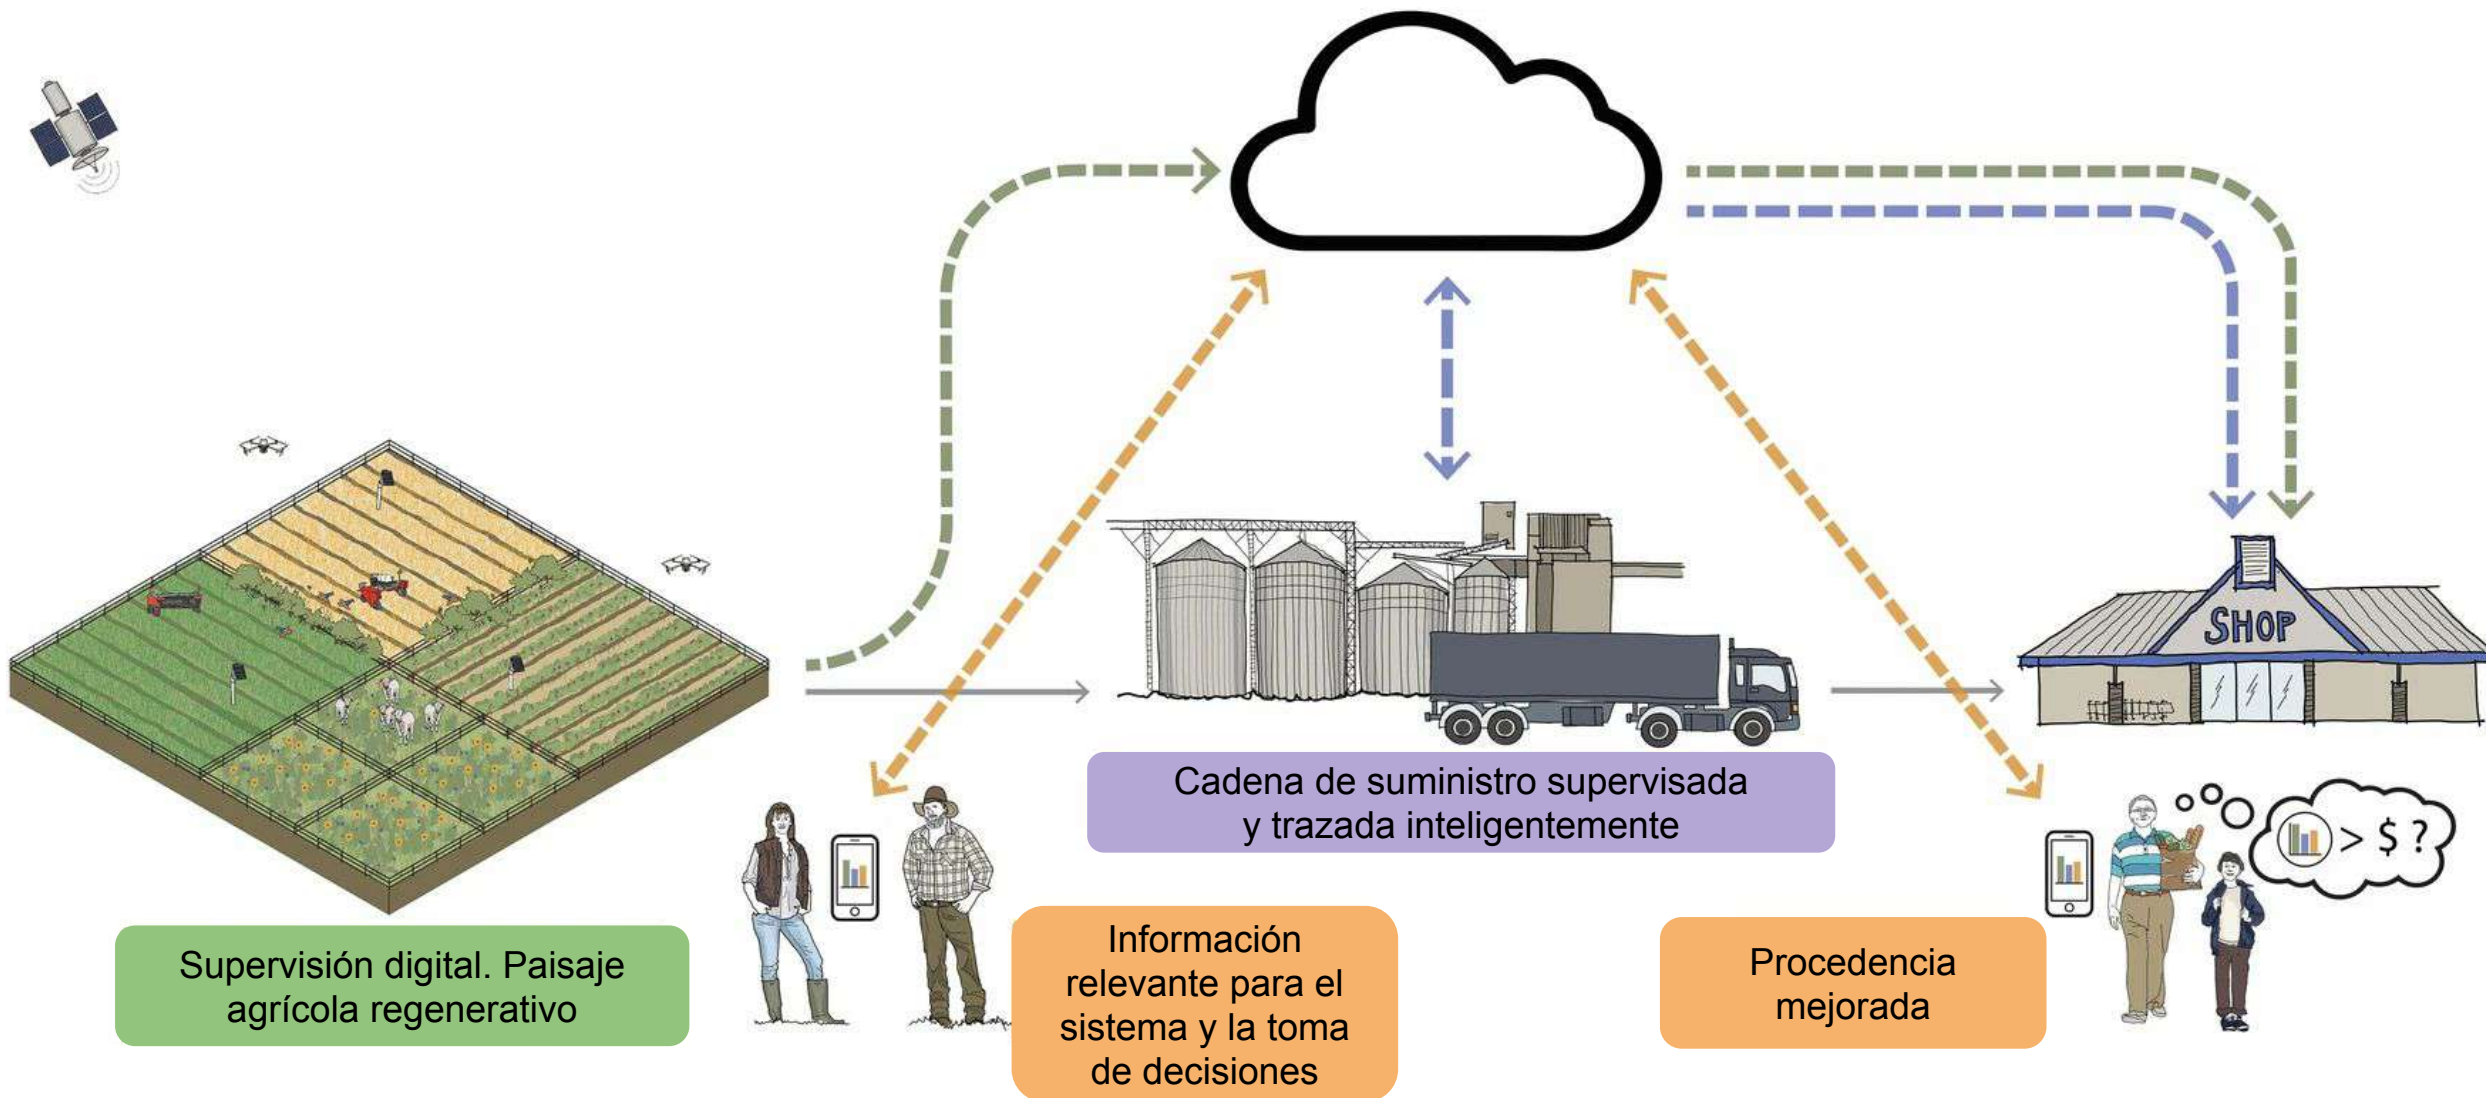 SHOP
Cadena de suministro supervisada
y trazada inteligentemente
> $ ?
Supervisión digital. Paisaje
agrícola regenerativo
Información
relevante para el
sistema y la toma
de decisiones
Procedencia
mejorada